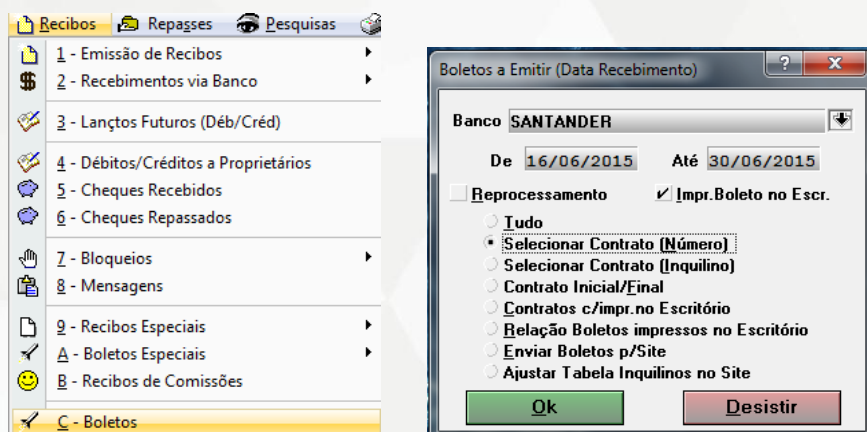 Recibos Repasses Pesquisas
1 - Emissão de Recibos
2 - Recebimentos via Banco
3 - Lançtos Futuros (Déb/Créd)
4 - Débitos/Créditos a Proprietários
5 - Cheques Recebidos
6 - Cheques Repassados
7 - Bloqueios
8 - Mensagens
9 - Recibos Especiais
A - Boletos Especiais
B - Recibos de Comissões
C - Boletos
Boletos a Emitir (Data Recebimento)
Banco SANTANDER
De 16/06/2015 Até 30/06/2015
Reprocessamento Impr.Boleto no Escr.
Tudo
Selecionar Contrato (Número)
Selecionar Contrato (Inquilino)
Contrato Inicial/Final
Contratos c/impr.no Escritório
Relação Boletos impressos no Escritório
Enviar Boletos p/Site
Ajustar Tabela Inquilinos no Site
Ok Desistir